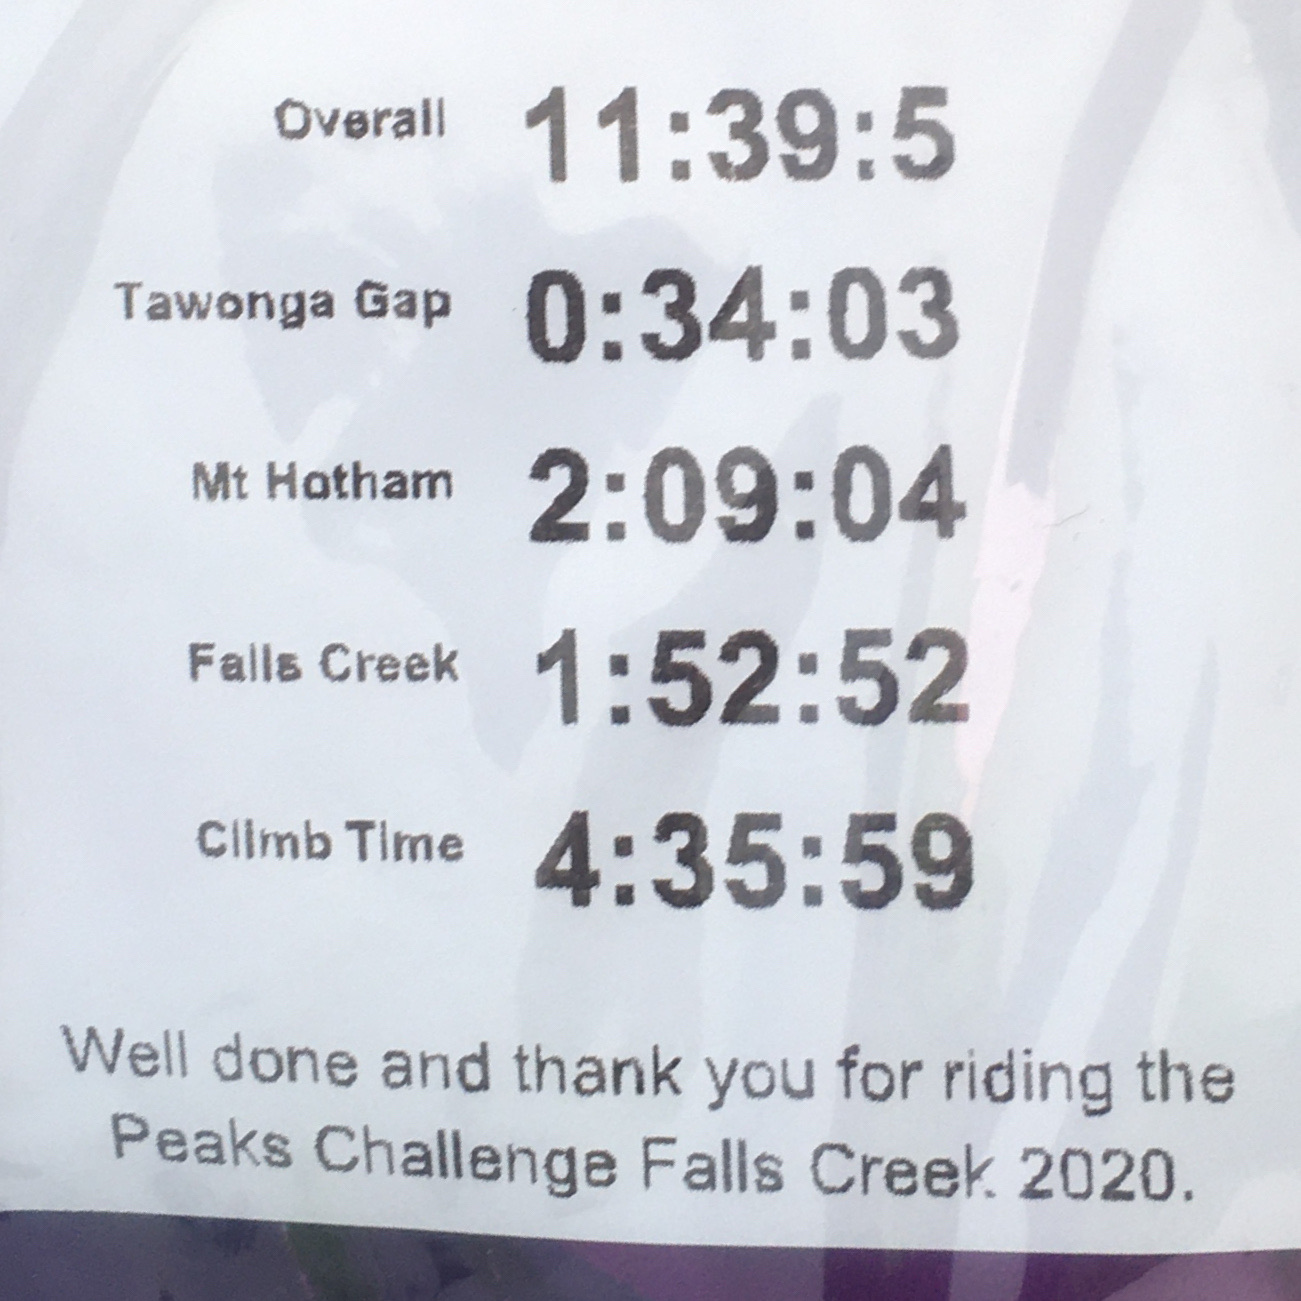 Overall 11:39:5
Tawonga Gap 0:34:03
Mt Hotham 2:09:04
Falls Creek 1:52:52
Climb Time 4:35:59
Well done and thank you for riding the
Peaks Challenge Falls Creek 2020.